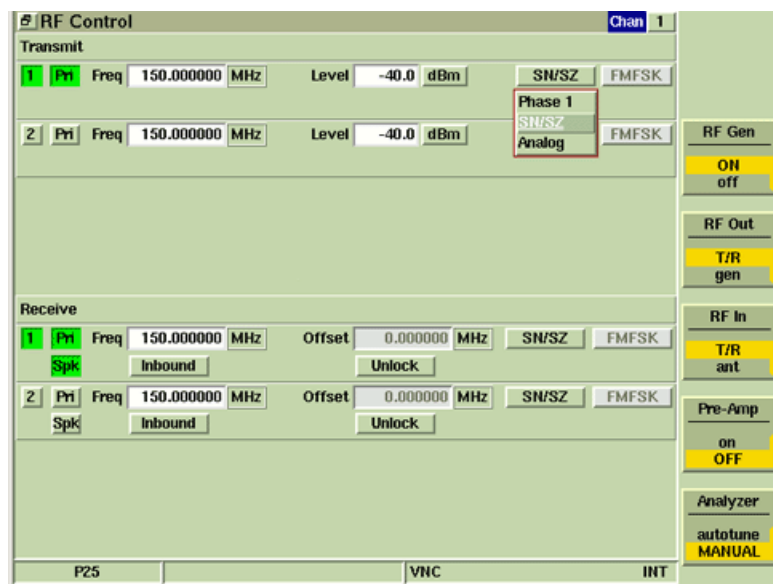 RF Control Chan 1
Transmit
1 Pri Freq 150.000000 MHz Level -40.0 dBm SN/SZ FMFSK
Phase 1
SN/SZ
Analog
2 Pri Freq 150.000000 MHz Level -40.0 dBm FMFSK
Receive
1 Pri Freq 150.000000 MHz Offset 0.000000 MHz SN/SZ FMFSK
Spk Inbound Unlock
2 Pri Freq 150.000000 MHz Offset 0.000000 MHz SN/SZ FMFSK
Spk Inbound Unlock
P25 VNC INT
RF Gen
ON
off
RF Out
T/R
gen
RF In
T/R
ant
Pre-Amp
on
OFF
Analyzer
autotune
MANUAL